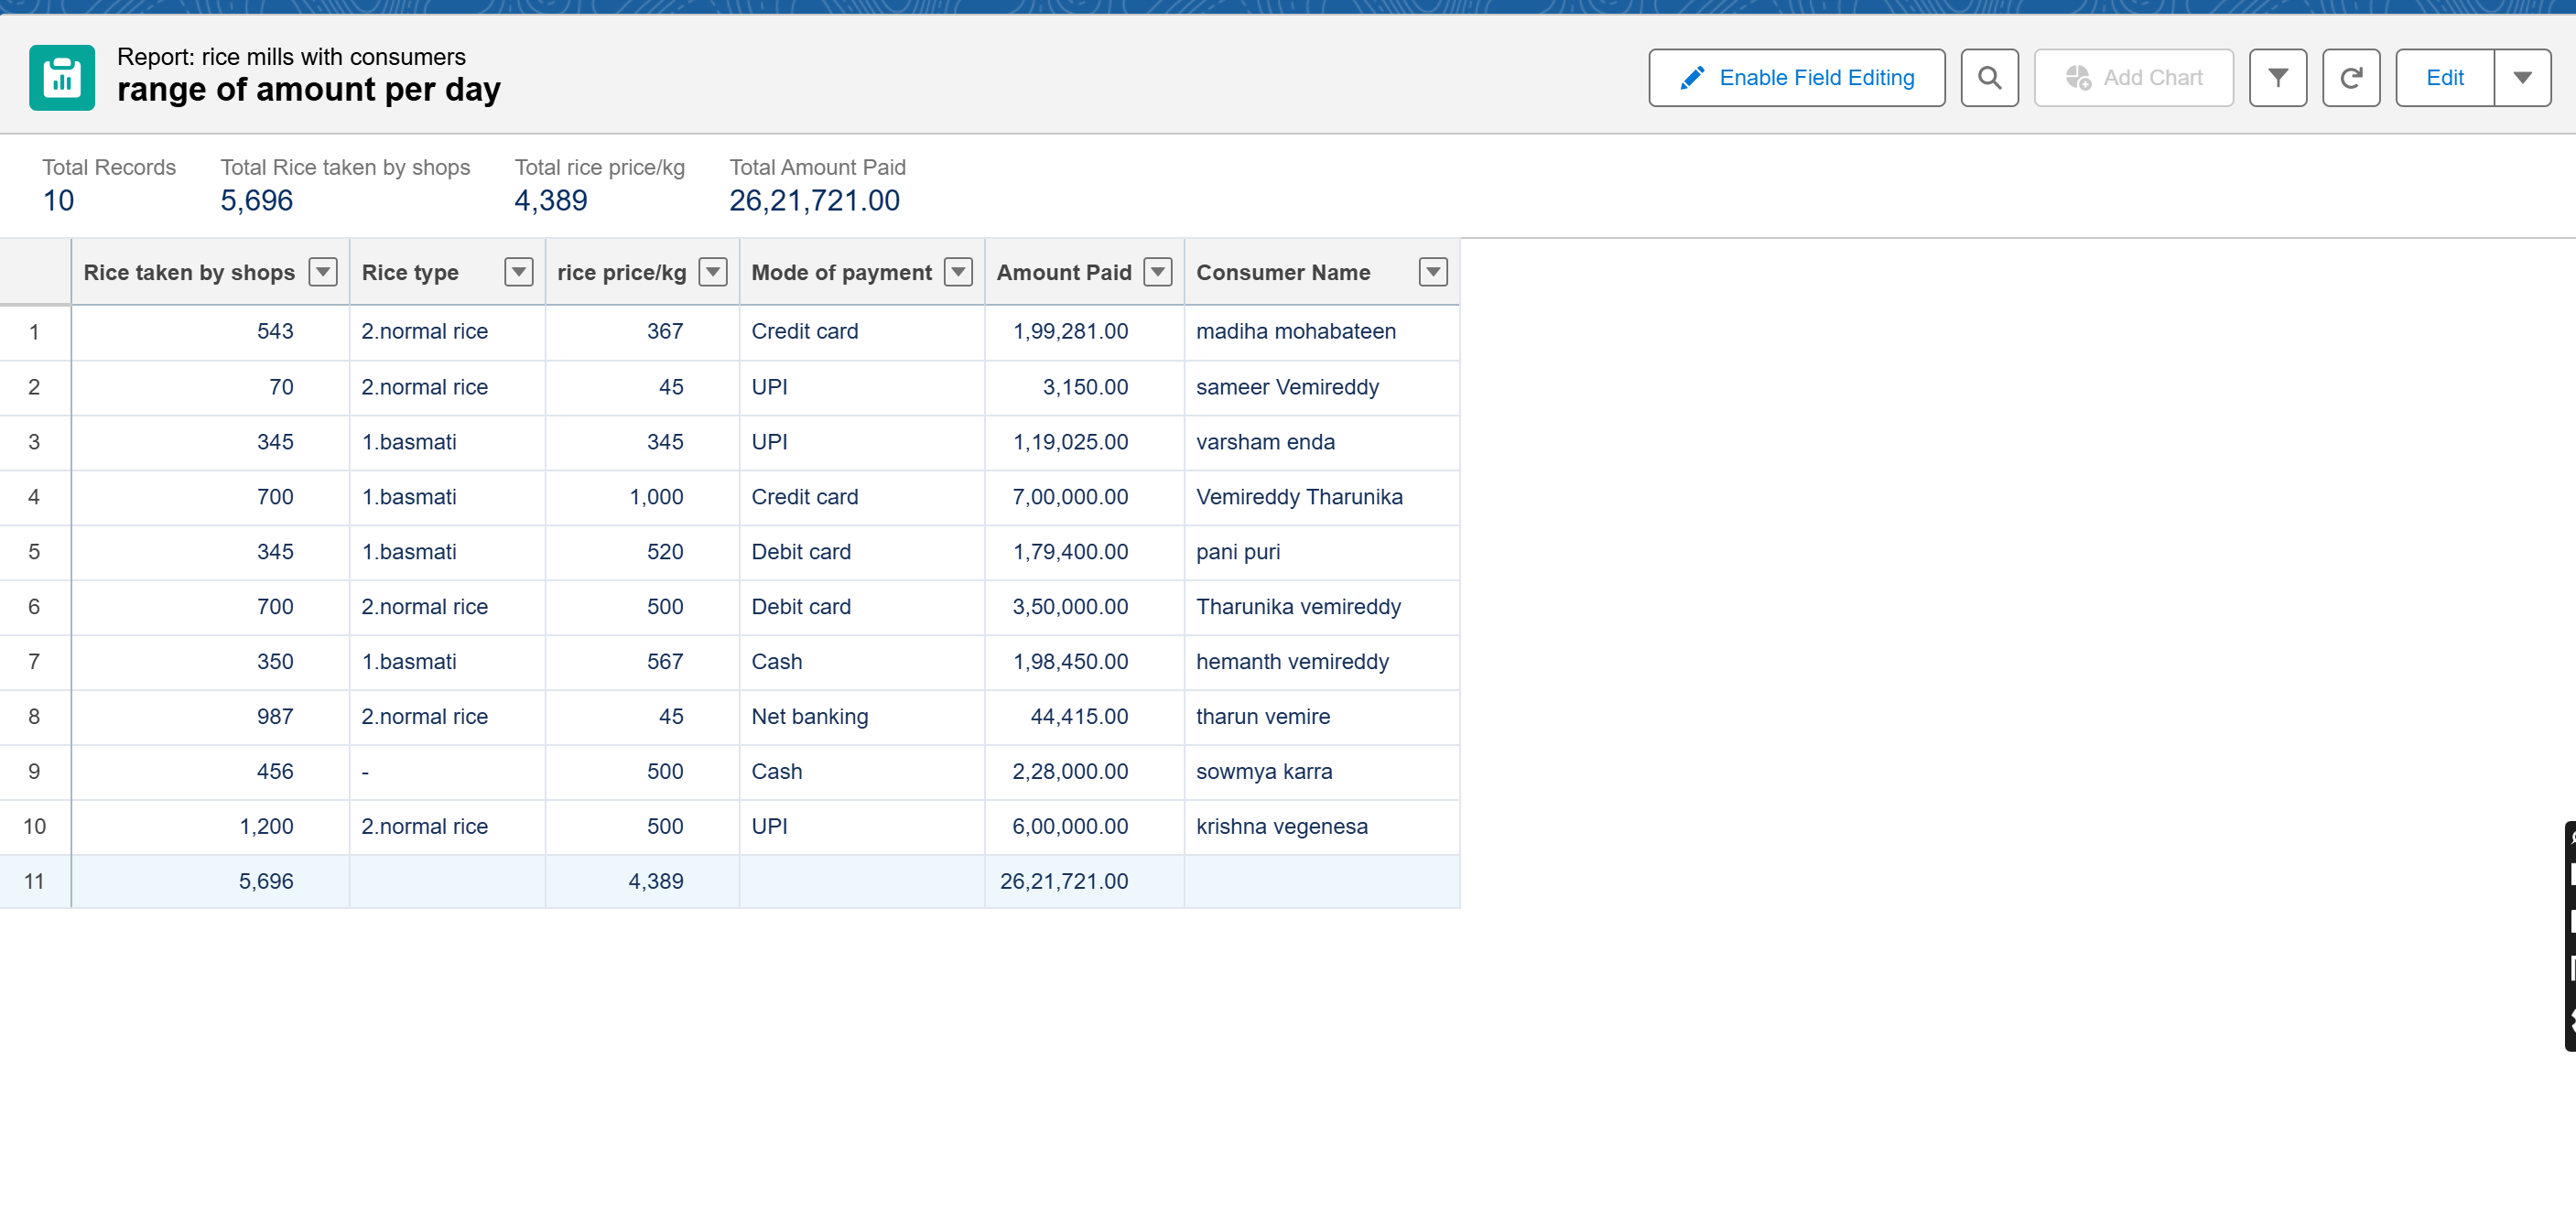 Report: rice mills with consumers
range of amount per day
Enable Field Editing
Add Chart
Edit
Total Records Total Rice taken by shops Total rice price/kg Total Amount Paid
10 5,696 4,389 26,21,721.00
Rice taken by shops Rice type rice price/kg Mode of payment Amount Paid Consumer Name
1 543 2.normal rice 367 Credit card 1,99,281.00 madiha mohabateen
2 70 2.normal rice 45 UPI 3,150.00 sameer Vemireddy
3 345 1.basmati 345 UPI 1,19,025.00 varsham enda
4 700 1.basmati 1,000 Credit card 7,00,000.00 Vemireddy Tharunika
5 345 1.basmati 520 Debit card 1,79,400.00 pani puri
6 700 2.normal rice 500 Debit card 3,50,000.00 Tharunika vemireddy
7 350 1.basmati 567 Cash 1,98,450.00 hemanth vemireddy
8 987 2.normal rice 45 Net banking 44,415.00 tharun vemire
9 456 - 500 Cash 2,28,000.00 sowmya karra
10 1,200 2.normal rice 500 UPI 6,00,000.00 krishna vegenesa
11 5,696 4,389 26,21,721.00